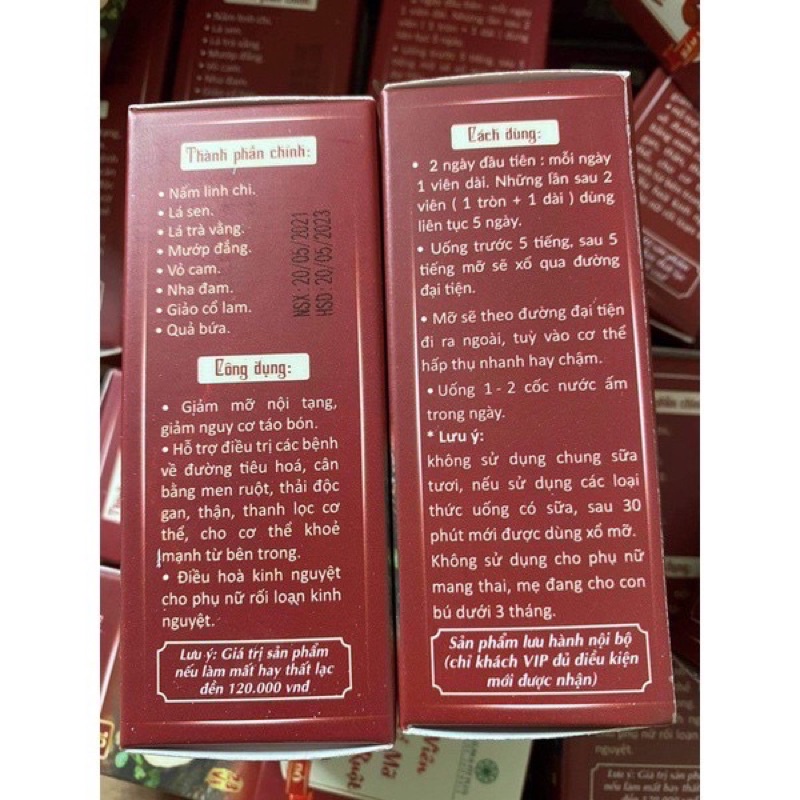 Thành phần chính:
• Nấm linh chi.
• Lá sen.
• Lá trà vằng.
• Mướp đắng.
• Vỏ cam.
• Nha đam.
• Giảo cổ lam.
• Quả bứa.
NSX: 20/05/2021
HSD: 20/05/2023
Công dụng:
• Giảm mỡ nội tạng,
giảm nguy cơ táo bón.
• Hỗ trợ điều trị các bệnh
về đường tiêu hoá, cân
bằng men ruột, thải độc
gan, thận, thanh lọc cơ
thể, cho cơ thể khoẻ
mạnh từ bên trong.
• Điều hoà kinh nguyệt
cho phụ nữ rối loạn kinh
nguyệt.
Lưu ý: Giá trị sản phẩm
nếu làm mất hay thất lạc
đền 120.000 vnđ
Cách dùng:
• 2 ngày đầu tiên : mỗi ngày
1 viên dài. Những lần sau 2
viên ( 1 tròn + 1 dài ) dùng
liên tục 5 ngày.
• Uống trước 5 tiếng, sau 5
tiếng mỡ sẽ xổ qua đường
đại tiện.
• Mỡ sẽ theo đường đại tiện
đi ra ngoài, tuỳ vào cơ thể
hấp thụ nhanh hay chậm.
• Uống 1 - 2 cốc nước ấm
trong ngày.
* Lưu ý:
không sử dụng chung sữa
tươi, nếu sử dụng các loại
thức uống có sữa, sau 30
phút mới được dùng xổ mỡ.
Không sử dụng cho phụ nữ
mang thai, mẹ đang cho con
bú dưới 3 tháng.
Sản phẩm lưu hành nội bộ
(chỉ khách VIP đủ điều kiện
mới được nhận)